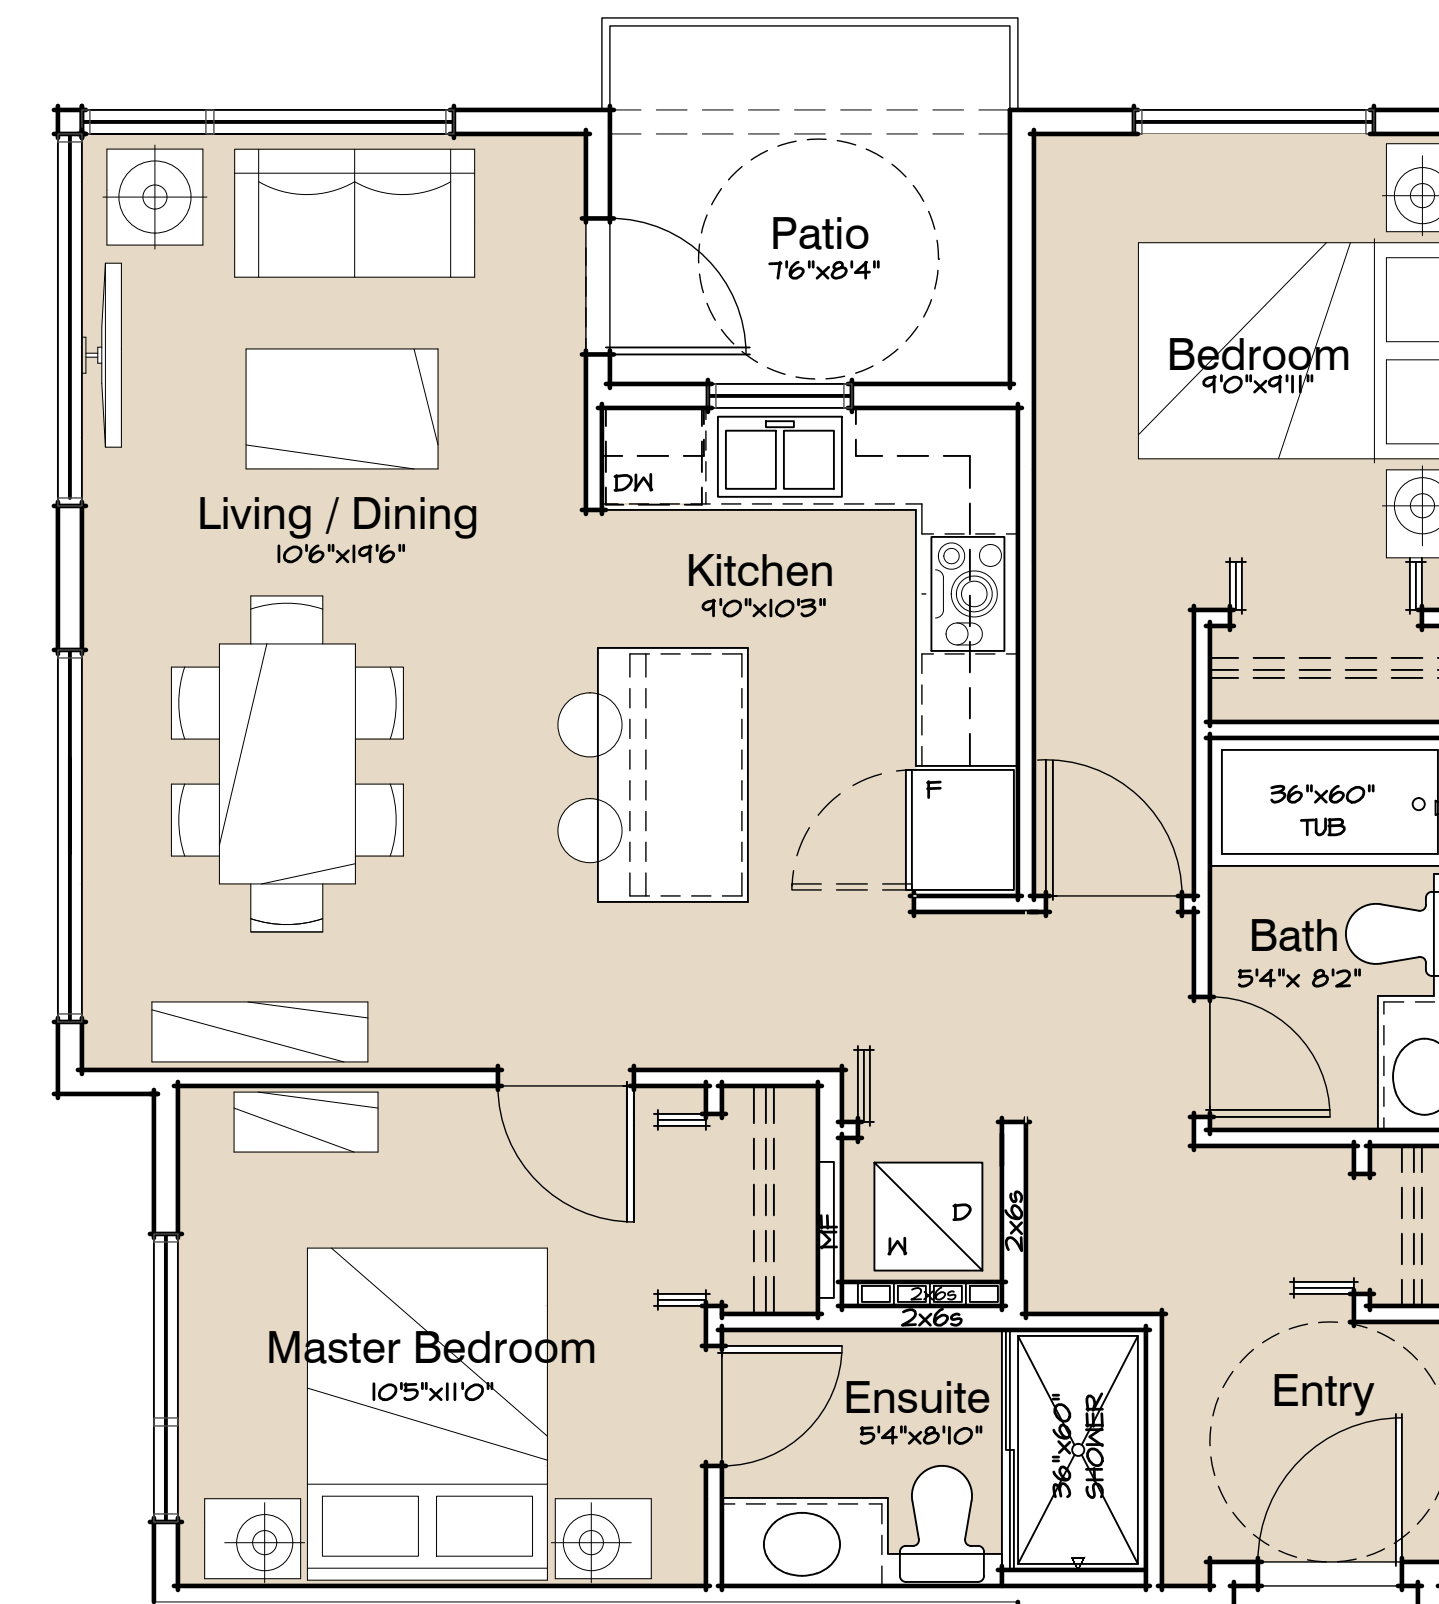 Patio
7'6"x8'4"
Bedroom
9'0"x9'11"
DW
Living / Dining
10'6"x19'6"
Kitchen
9'0"x10'3"
F
36"x60"
TUB
Bath
5'4"x 8'2"
MF
W
D
2x6s
2x6s
2x6s
Master Bedroom
10'5"x11'0"
Ensuite
5'4"x8'10"
36"x60"
SHOWER
Entry